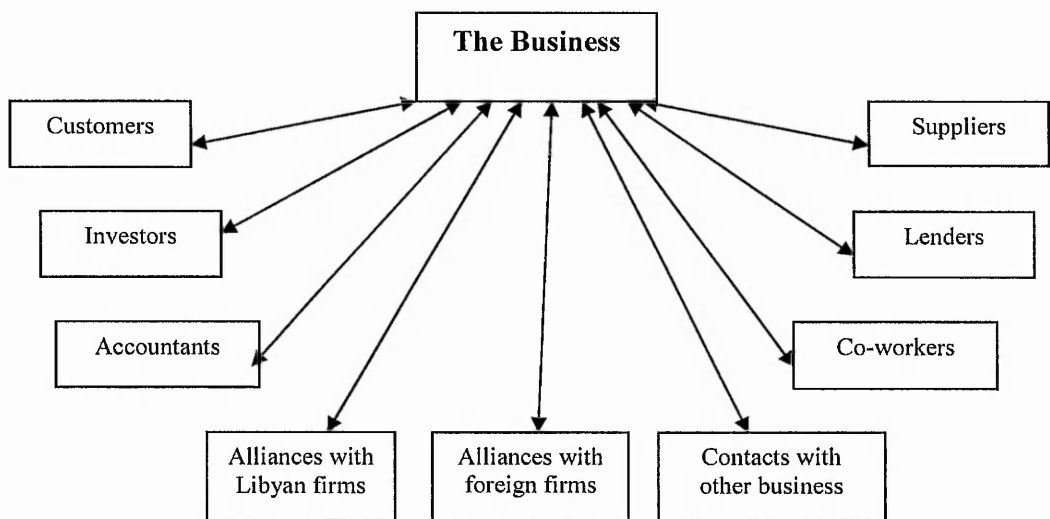 The Business
Customers
Suppliers
Investors
Lenders
Accountants
Co-workers
Alliances with
Libyan firms
Alliances with
foreign firms
Contacts with
other business